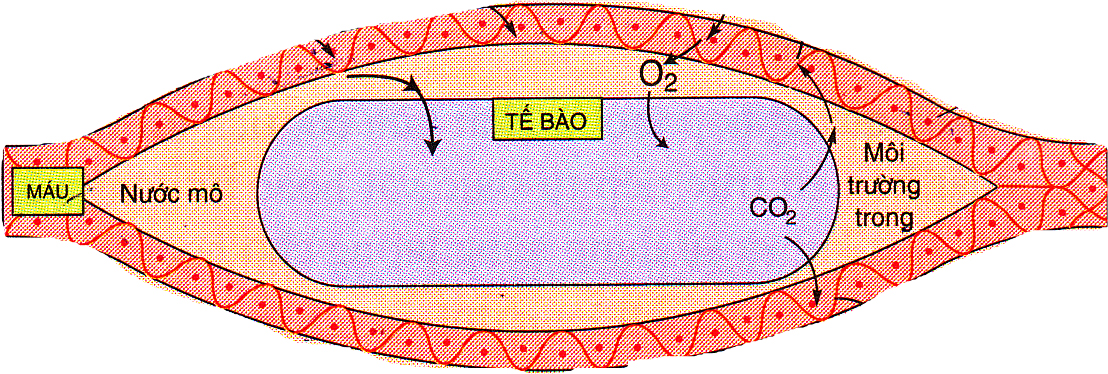 O₂
TẾ BÀO
MÁU
Nước mô
Môi
trường
trong
CO₂